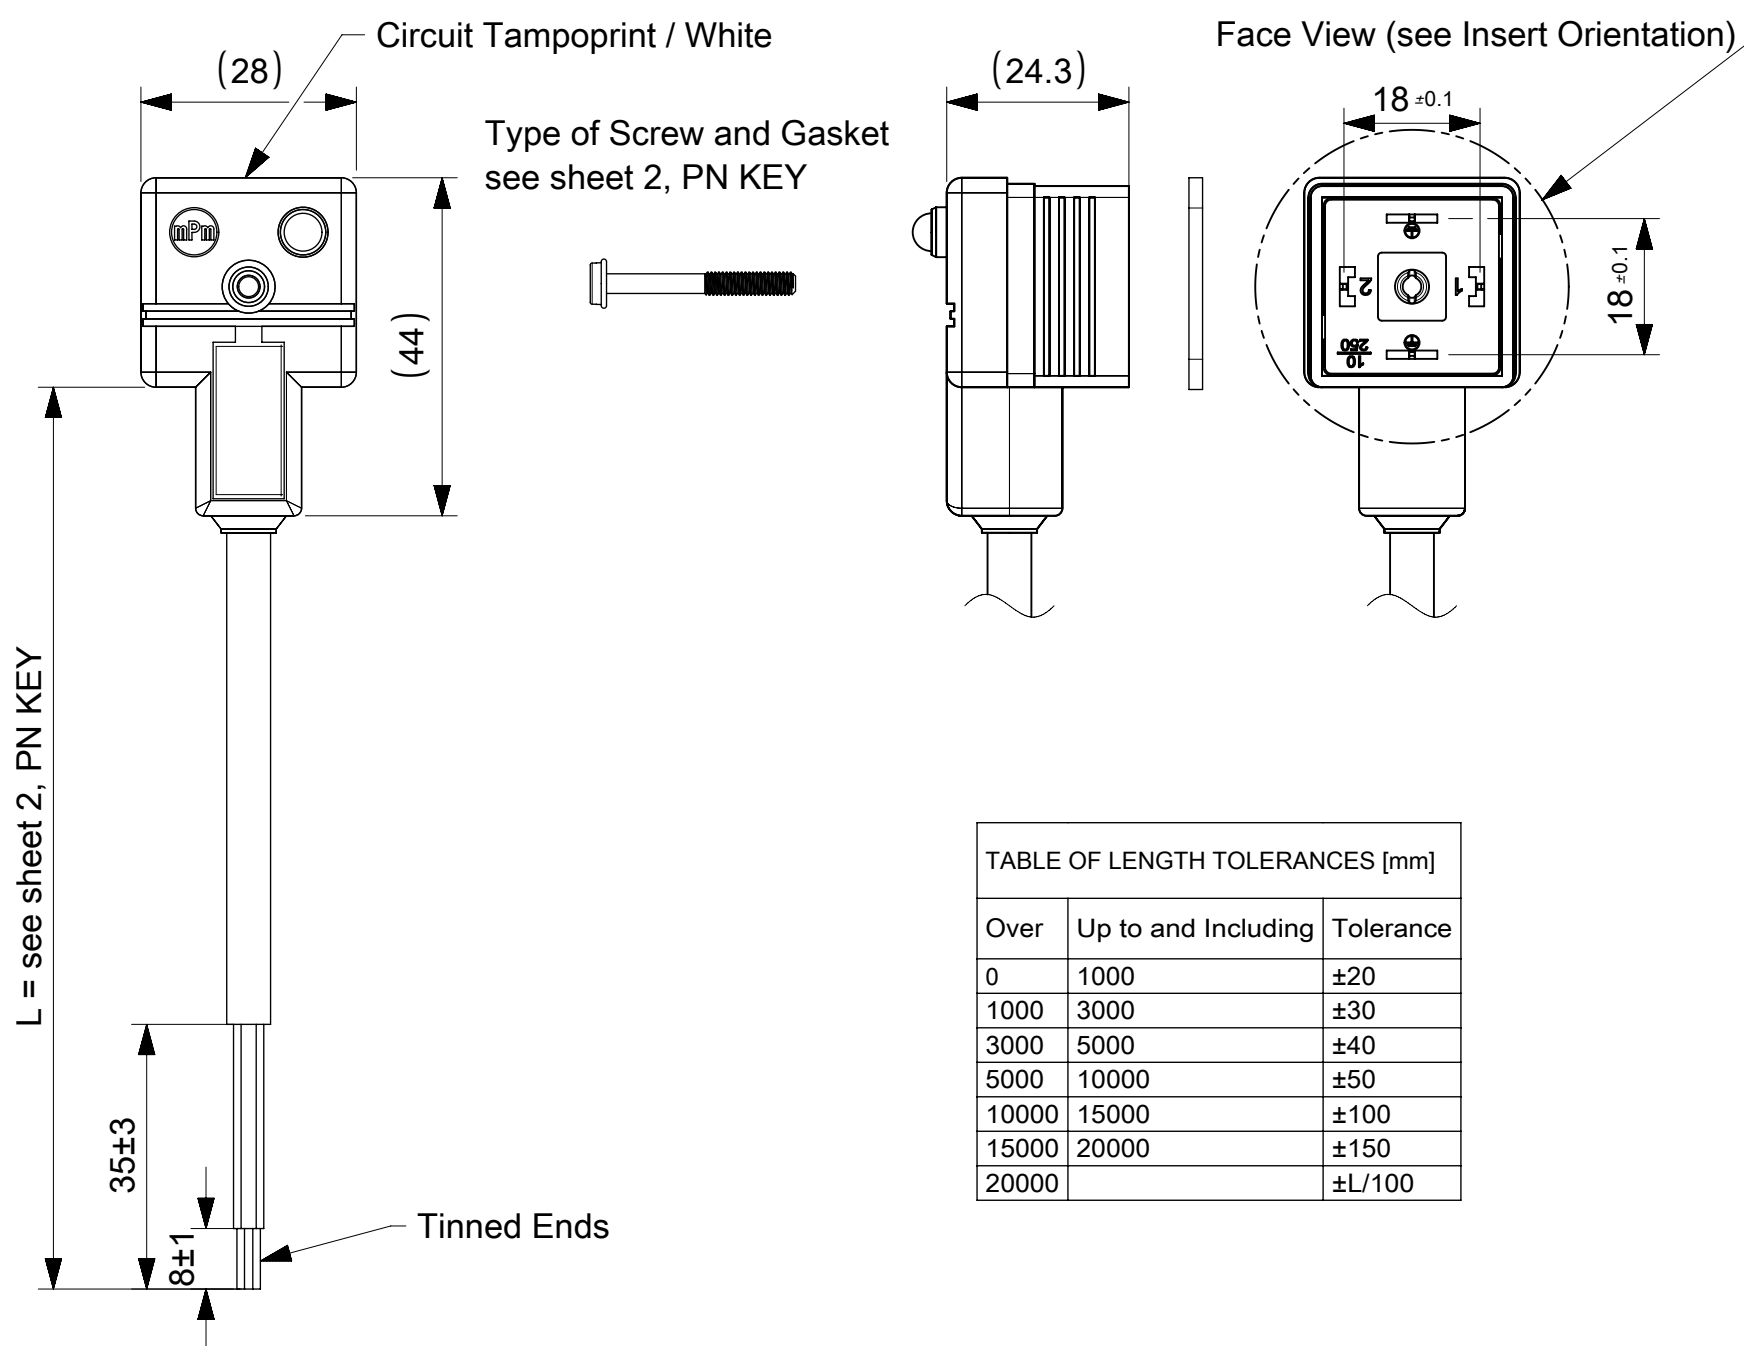 Circuit Tampoprint / White
(28)
Type of Screw and Gasket
see sheet 2, PN KEY
mPm
(44)
L = see sheet 2, PN KEY
35±3
8±1
Tinned Ends
(24.3)
Face View (see Insert Orientation)
18 ±0.1
18 ±0.1
2
1
10
250
TABLE OF LENGTH TOLERANCES [mm]
Over Up to and Including Tolerance
0 1000 ±20
1000 3000 ±30
3000 5000 ±40
5000 10000 ±50
10000 15000 ±100
15000 20000 ±150
20000 ±L/100